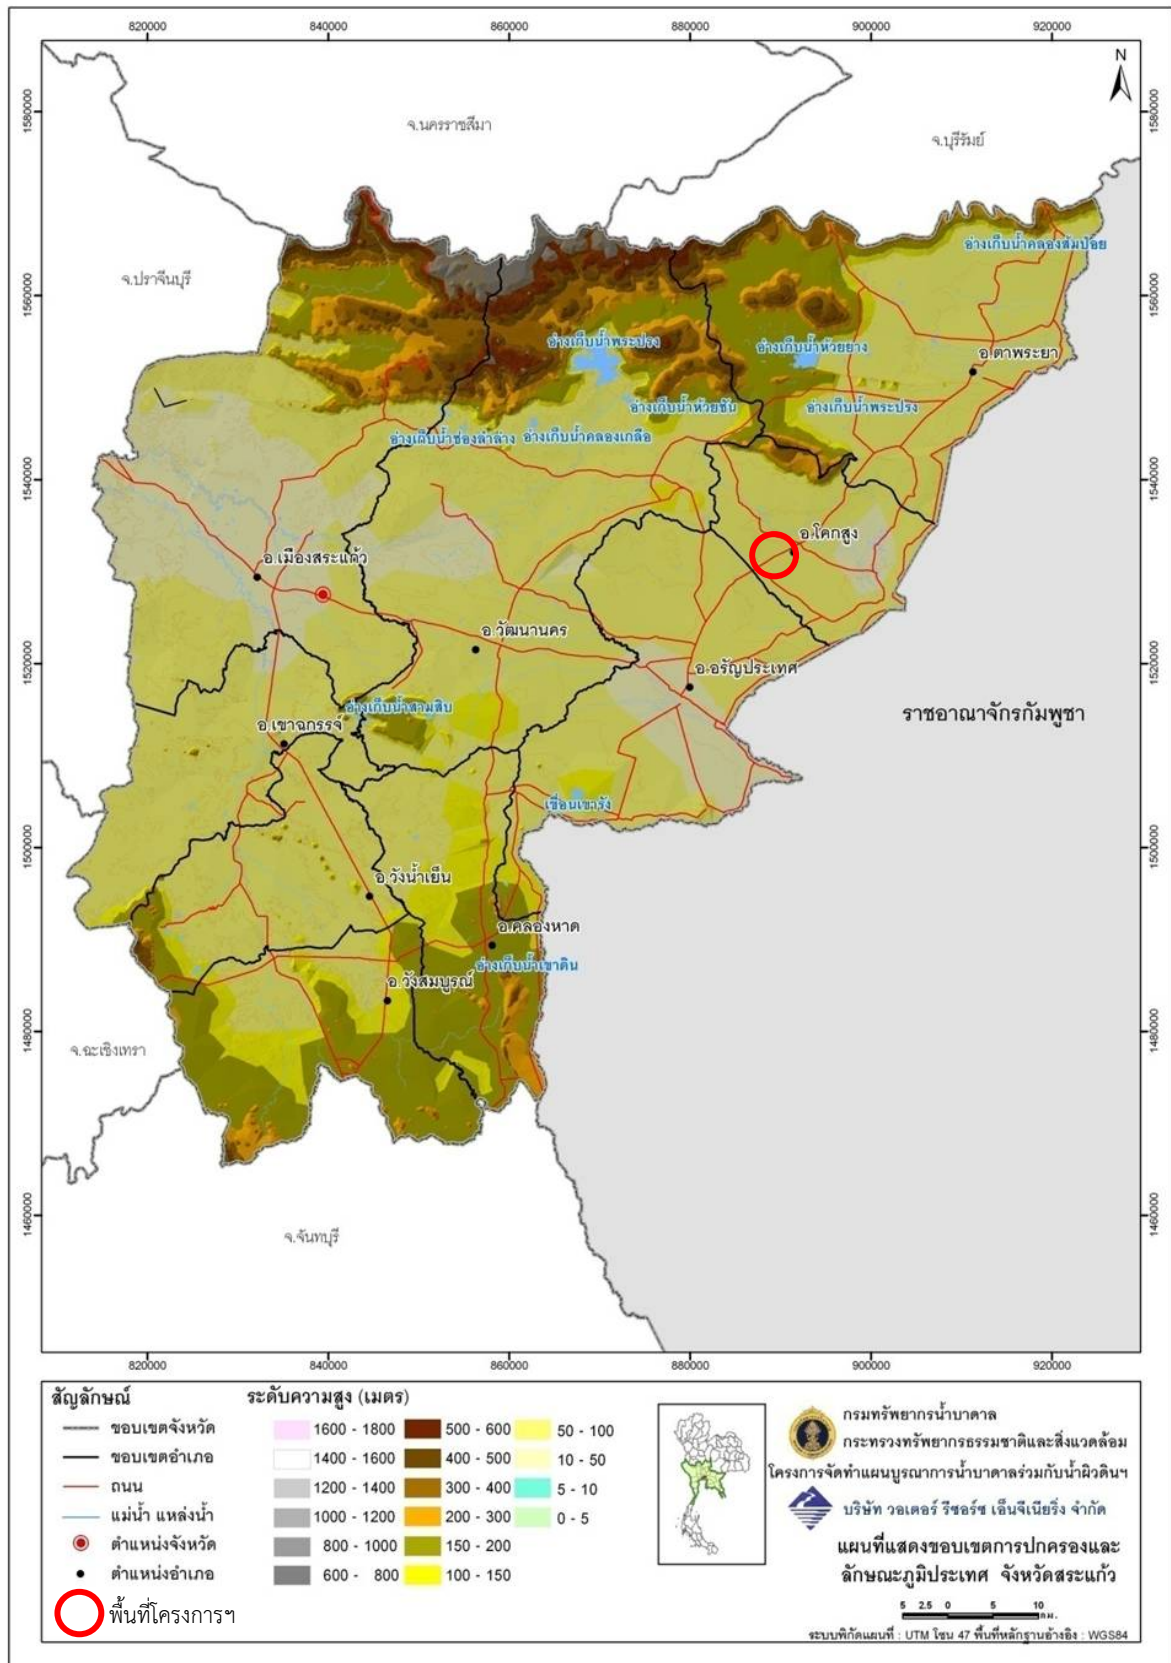 820000 840000 860000 880000 900000 920000
N
1580000 1580000
จ.นครราชสีมา
จ.บุรีรัมย์
อ่างเก็บน้ำคลองส้มป่อย
จ.ปราจีนบุรี
1560000 1560000
อ่างเก็บน้ำพระปรง
อ่างเก็บน้ำห้วยยาง
อ.ตาพระยา
อ่างเก็บน้ำห้วยชัน
อ่างเก็บน้ำพระปรง
อ่างเก็บน้ำช่องลำล่าง
อ่างเก็บน้ำคลองเกลือ
1540000 1540000
อ.โคกสูง
อ.เมืองสระแก้ว
อ.วัฒนานคร
1520000 1520000
อ.อรัญประเทศ
อ่างเก็บน้ำสามสิบ
ราชอาณาจักรกัมพูชา
อ.เขาฉกรรจ์
เขื่อนเขารัง
1500000 1500000
อ.วังน้ำเย็น
อ.คลองหาด
อ่างเก็บน้ำเขาดิน
อ.วังสมบูรณ์
1480000 1480000
จ.ฉะเชิงเทรา
1460000 1460000
จ.จันทบุรี
820000 840000 860000 880000 900000 920000
สัญลักษณ์
ขอบเขตจังหวัด
ขอบเขตอำเภอ
ถนน
แม่น้ำ แหล่งน้ำ
ตำแหน่งจังหวัด
ตำแหน่งอำเภอ
พื้นที่โครงการฯ
ระดับความสูง (เมตร)
1600 - 1800 500 - 600 50 - 100
1400 - 1600 400 - 500 10 - 50
1200 - 1400 300 - 400 5 - 10
1000 - 1200 200 - 300 0 - 5
800 - 1000 150 - 200
600 - 800 100 - 150
กรมทรัพยากรน้ำบาดาล
กระทรวงทรัพยากรธรรมชาติและสิ่งแวดล้อม
โครงการจัดทำแผนบูรณาการน้ำบาดาลร่วมกับน้ำผิวดินฯ
บริษัท วอเตอร์ รีซอร์ซ เอ็นจีเนียริ่ง จำกัด
แผนที่แสดงขอบเขตการปกครองและ
ลักษณะภูมิประเทศ จังหวัดสระแก้ว
5 2.5 0 5 10
กม.
ระบบพิกัดแผนที่ : UTM โซน 47 พื้นที่หลักฐานอ้างอิง : WGS84